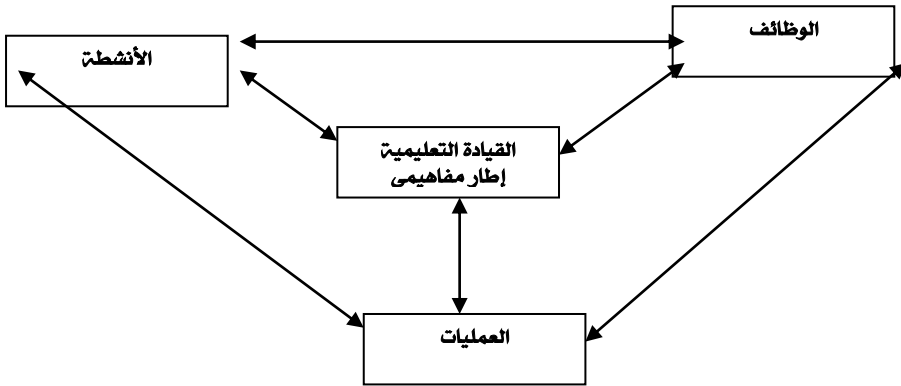 الوظائف
الأنشطة
القيادة التعليمية
إطار مفاهيمى
العمليات